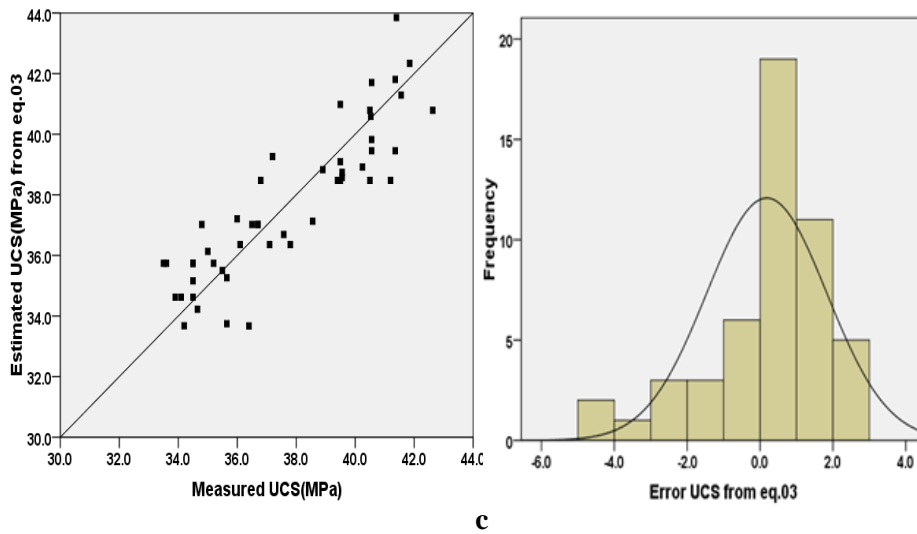 44.0
42.0
40.0
38.0
36.0
34.0
32.0
30.0
Estimated UCS(MPa) from eq.03
30.0 32.0 34.0 36.0 38.0 40.0 42.0 44.0
Measured UCS(MPa)
20
15
10
5
0
Frequency
-6.0 -4.0 -2.0 0.0 2.0 4.0
Error UCS from eq.03
c